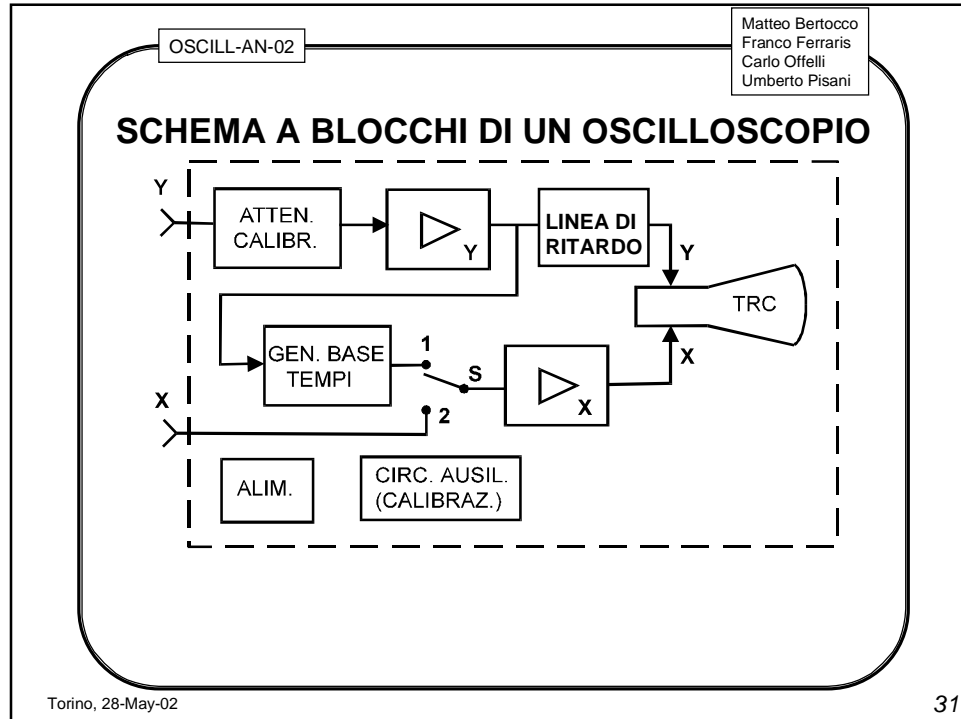 OSCILL-AN-02
Matteo Bertocco
Franco Ferraris
Carlo Offelli
Umberto Pisani
SCHEMA A BLOCCHI DI UN OSCILLOSCOPIO
Y
ATTEN.
CALIBR.
Y
LINEA DI
RITARDO
Y
TRC
GEN. BASE
TEMPI
1
S
2
X
X
X
ALIM.
CIRC. AUSIL.
(CALIBRAZ.)
Torino, 28-May-02
31